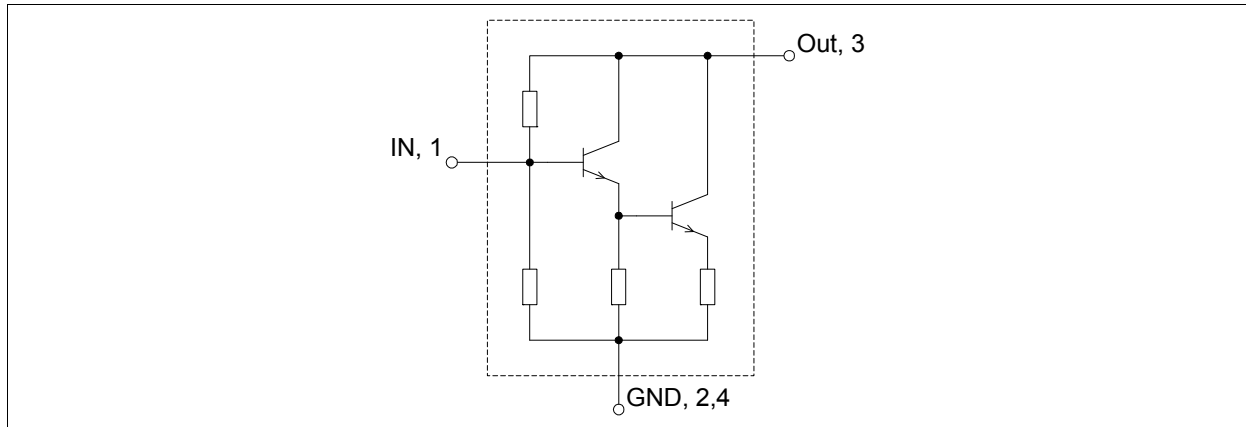 Out, 3
IN, 1
GND, 2,4